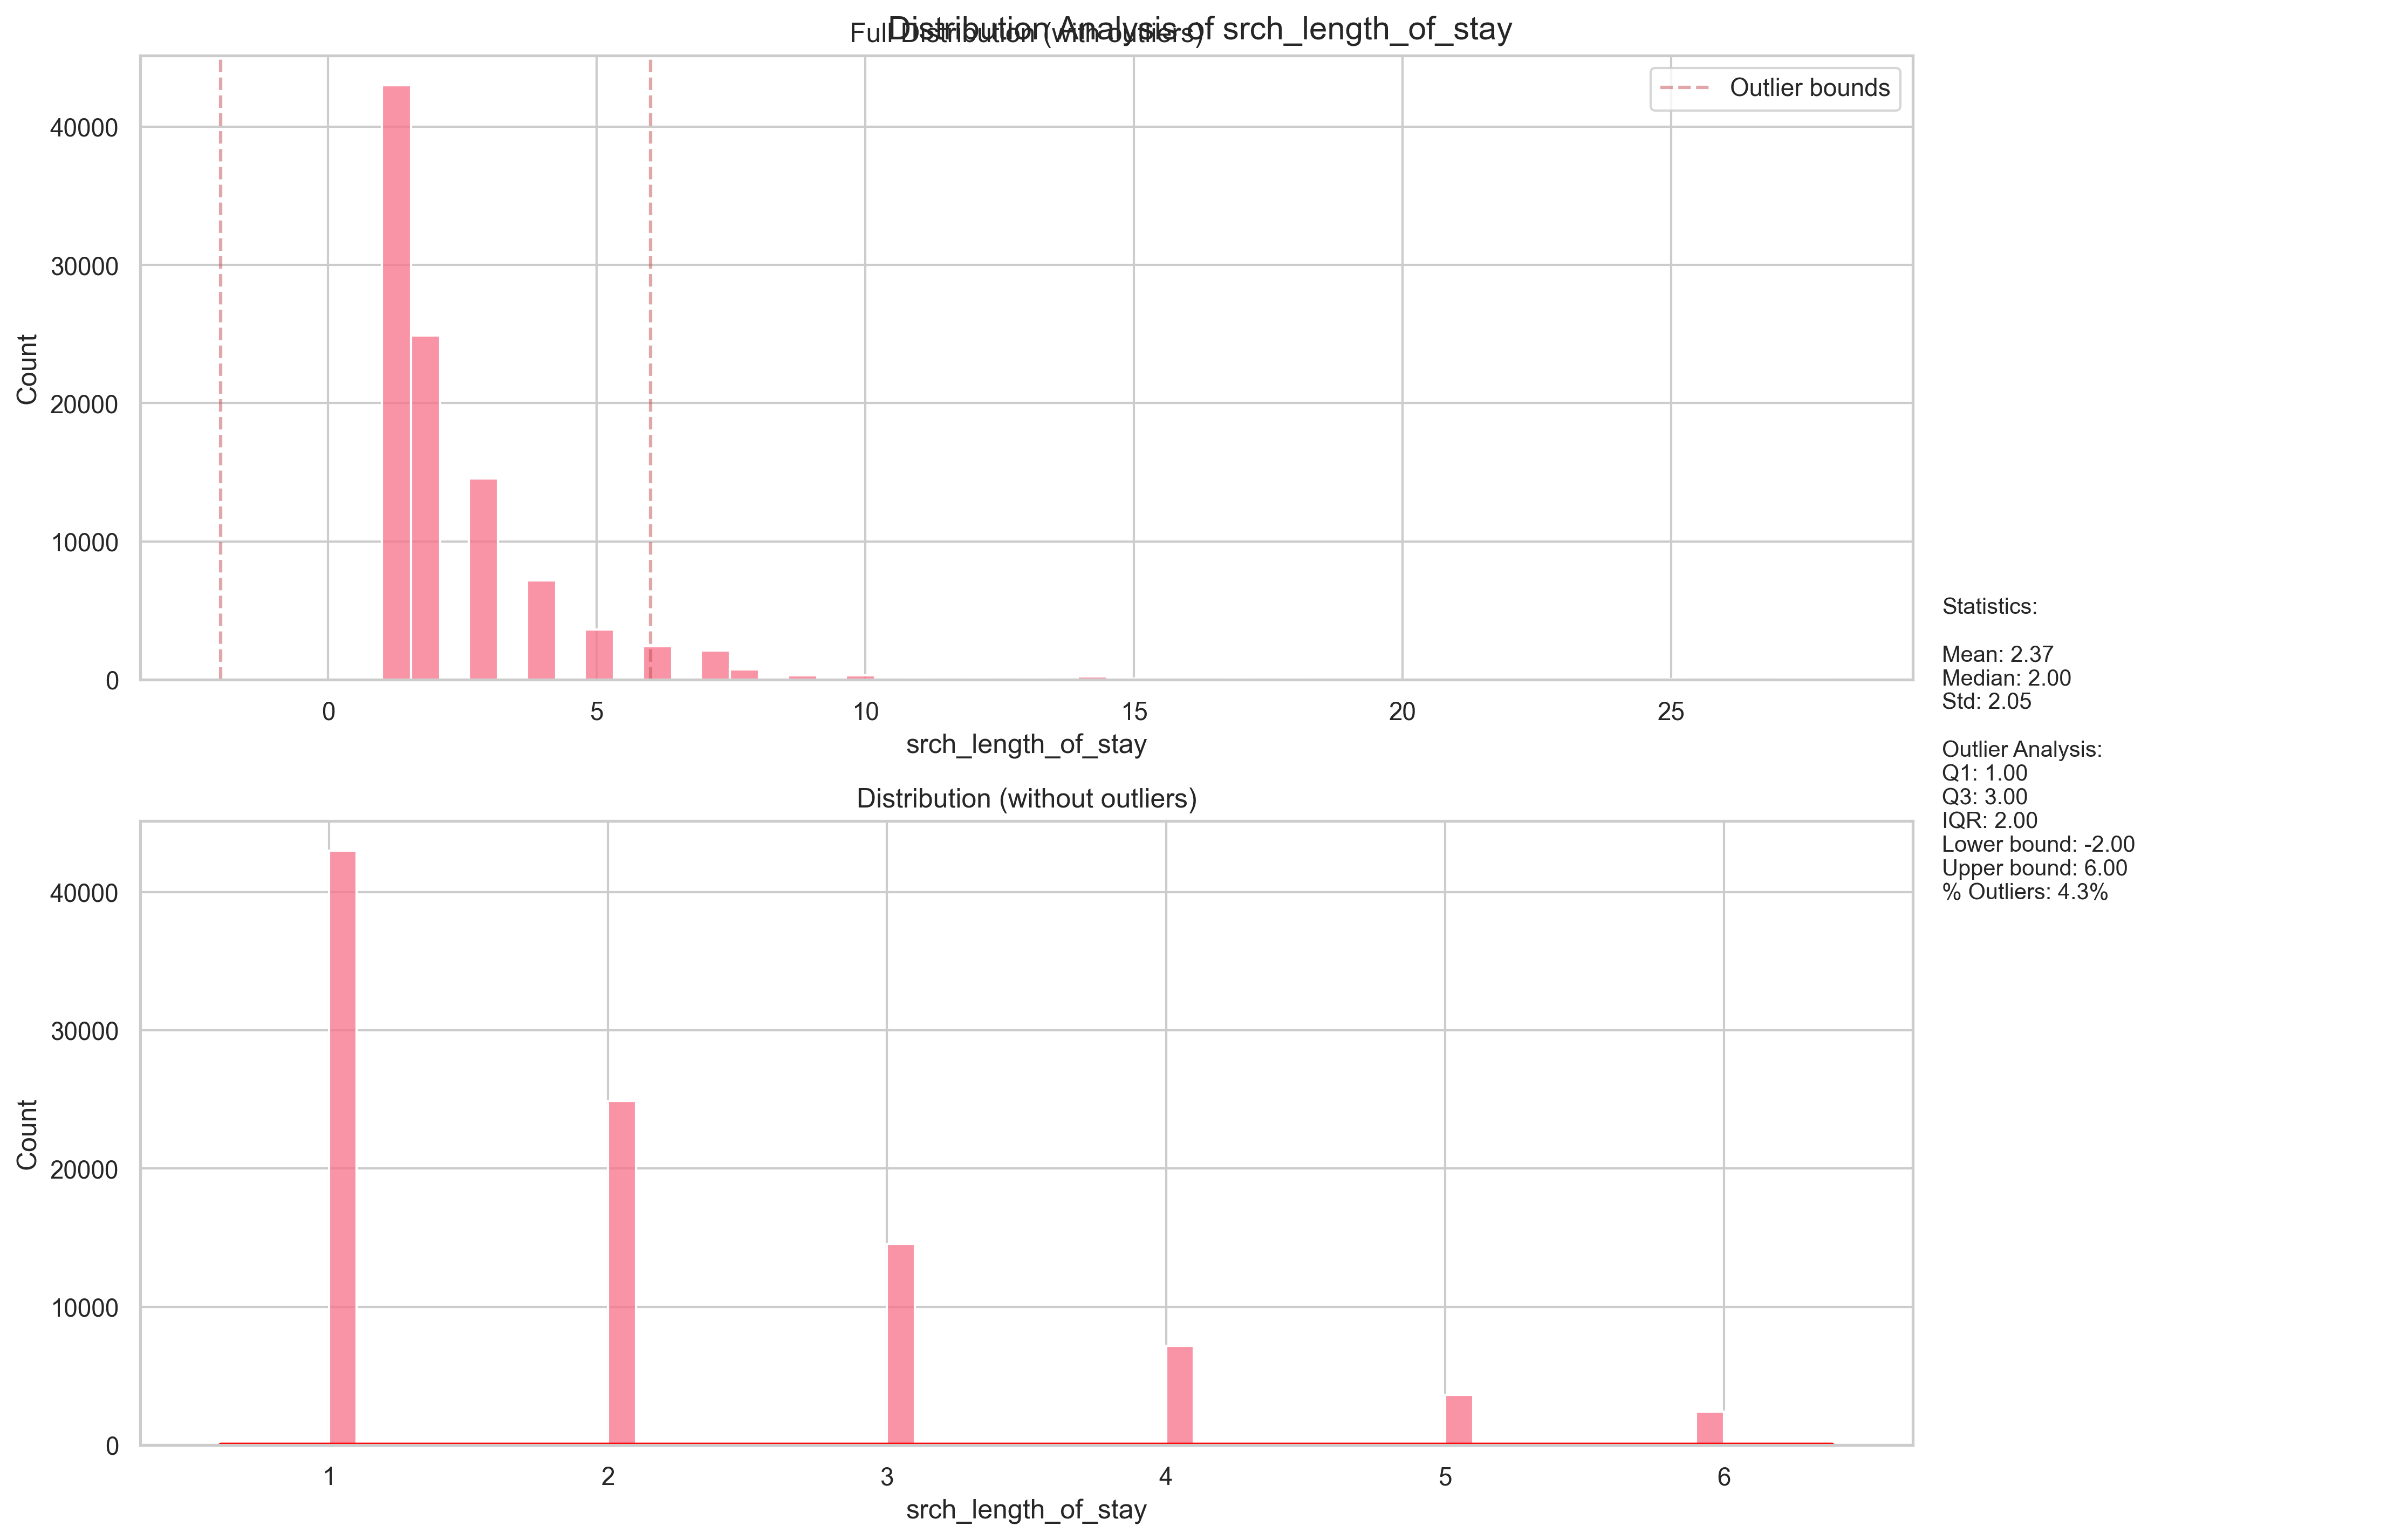 Distribution Analysis of srch_length_of_stay
Full Distribution (with outliers)
Outlier bounds
Count
40000
30000
20000
10000
0
0 5 10 15 20 25
srch_length_of_stay
Statistics:
Mean: 2.37
Median: 2.00
Std: 2.05
Outlier Analysis:
Q1: 1.00
Q3: 3.00
IQR: 2.00
Lower bound: -2.00
Upper bound: 6.00
% Outliers: 4.3%
Distribution (without outliers)
Count
40000
30000
20000
10000
0
1 2 3 4 5 6
srch_length_of_stay